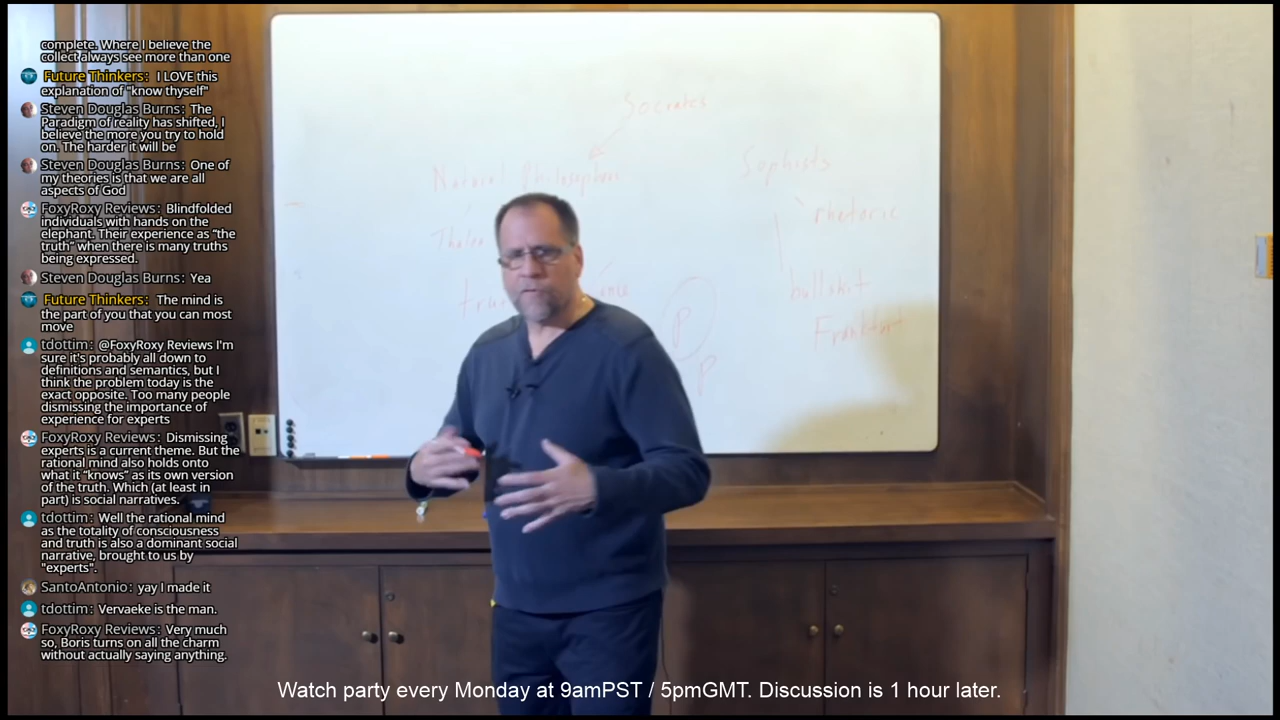 complete. Where I believe the
collect always see more than one
Future Thinkers: I LOVE this
explanation of "know thyself"
Steven Douglas Burns: The
Paradigm of reality has shifted, I
believe the more you try to hold
on. The harder it will be
Steven Douglas Burns: One of
my theories is that we are all
aspects of God
FoxyRoxy Reviews: Blindfolded
individuals with hands on the
elephant. Their experience as “the
truth” when there is many truths
being expressed.
Steven Douglas Burns: Yea
Future Thinkers: The mind is
the part of you that you can most
move
tdottim: @FoxyRoxy Reviews I'm
sure it's probably all down to
definitions and semantics, but I
think the problem today is the
exact opposite. Too many people
dismissing the importance of
experience for experts
FoxyRoxy Reviews: Dismissing
experts is a current theme. But the
rational mind also holds onto
what it “knows” as its own version
of the truth. Which (at least in
part) is social narratives.
tdottim: Well the rational mind
as the totality of consciousness
and truth is also a dominant social
narrative, brought to us by
"experts".
SantoAntonio: yay I made it
tdottim: Vervaeke is the man.
FoxyRoxy Reviews: Very much
so, Boris turns on all the charm
without actually saying anything.
Socrates
Sophists
rhetoric
bullshit
Frankfurt
P
P
Watch party every Monday at 9amPST / 5pmGMT. Discussion is 1 hour later.